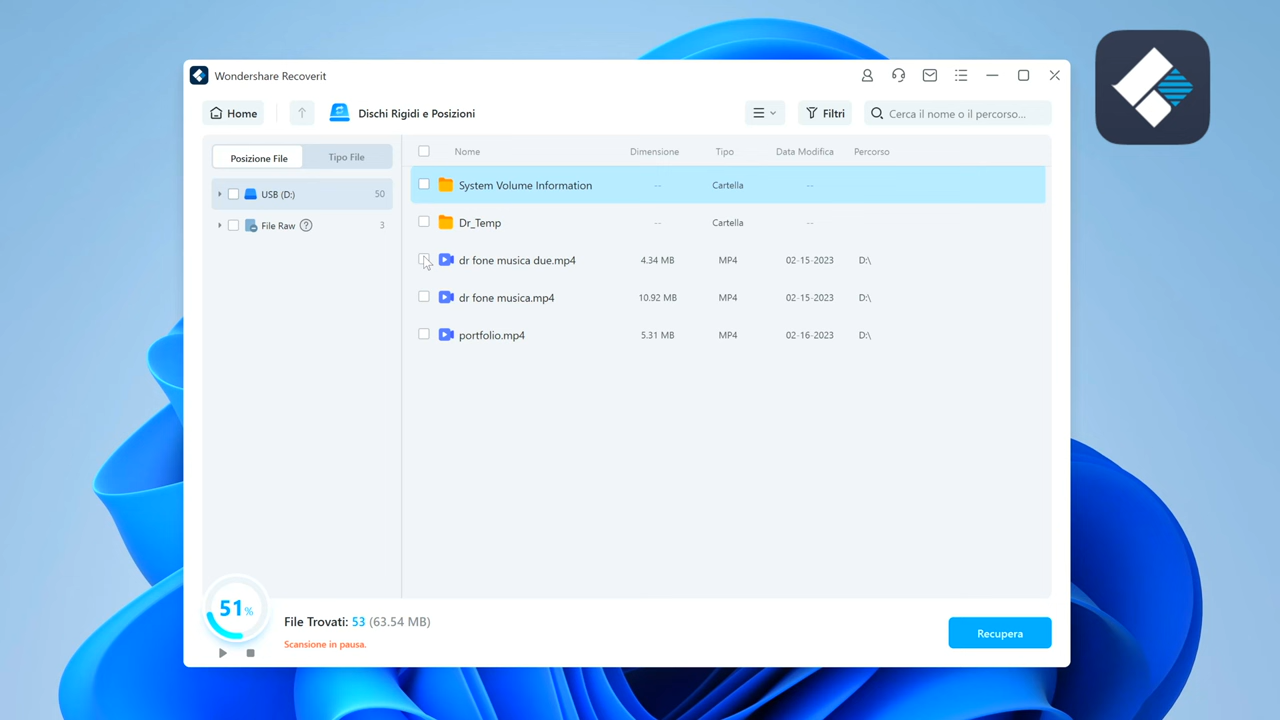 Wondershare Recoverit
Home
Dischi Rigidi e Posizioni
Filtri
Cerca il nome o il percorso...
Posizione File
Tipo File
USB (D:) 50
File Raw ? 3
Nome Dimensione Tipo Data Modifica Percorso
System Volume Information -- Cartella --
Dr_Temp -- Cartella --
dr fone musica due.mp4 4.34 MB MP4 02-15-2023 D:\
dr fone musica.mp4 10.92 MB MP4 02-15-2023 D:\
portfolio.mp4 5.31 MB MP4 02-16-2023 D:\
51%
File Trovati: 53 (63.54 MB)
Scansione in pausa.
Recupera